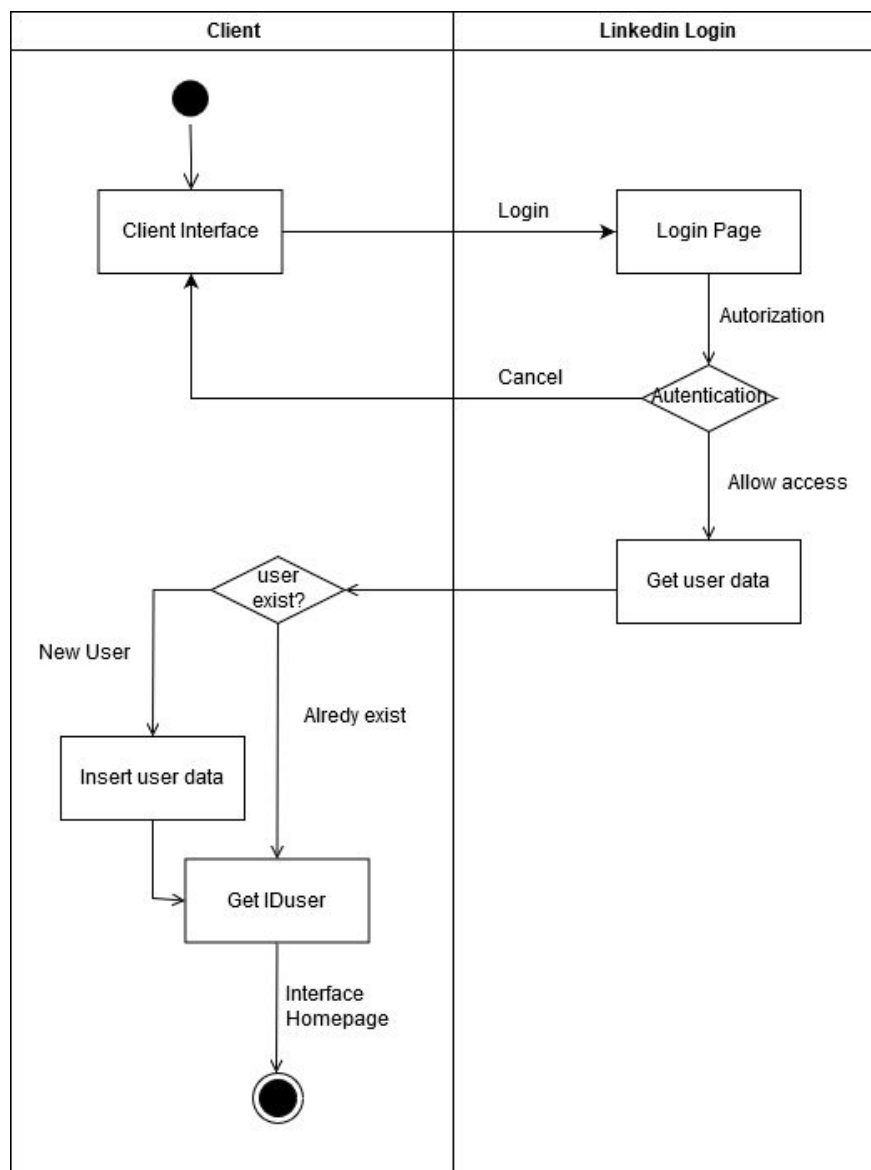 Client
Linkedin Login
Client Interface
Login
Login Page
Autorization
Cancel
Autentication
Allow access
user
exist?
Get user data
New User
Alredy exist
Insert user data
Get IDuser
Interface
Homepage